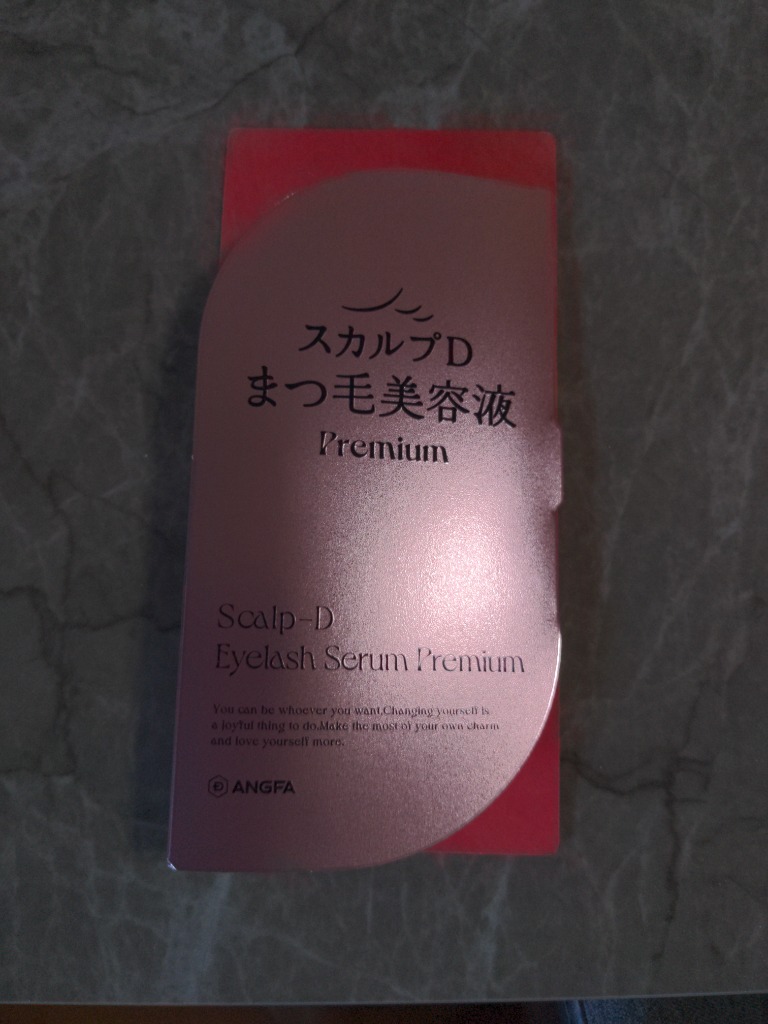 スカルプD
まつ毛美容液
Premium
Scalp-D
Eyelash Serum Premium
You can be whoever you want.Changing yourself is
a joyful thing to do.Make the most of your own charm
and love yourself more.
ANGFA